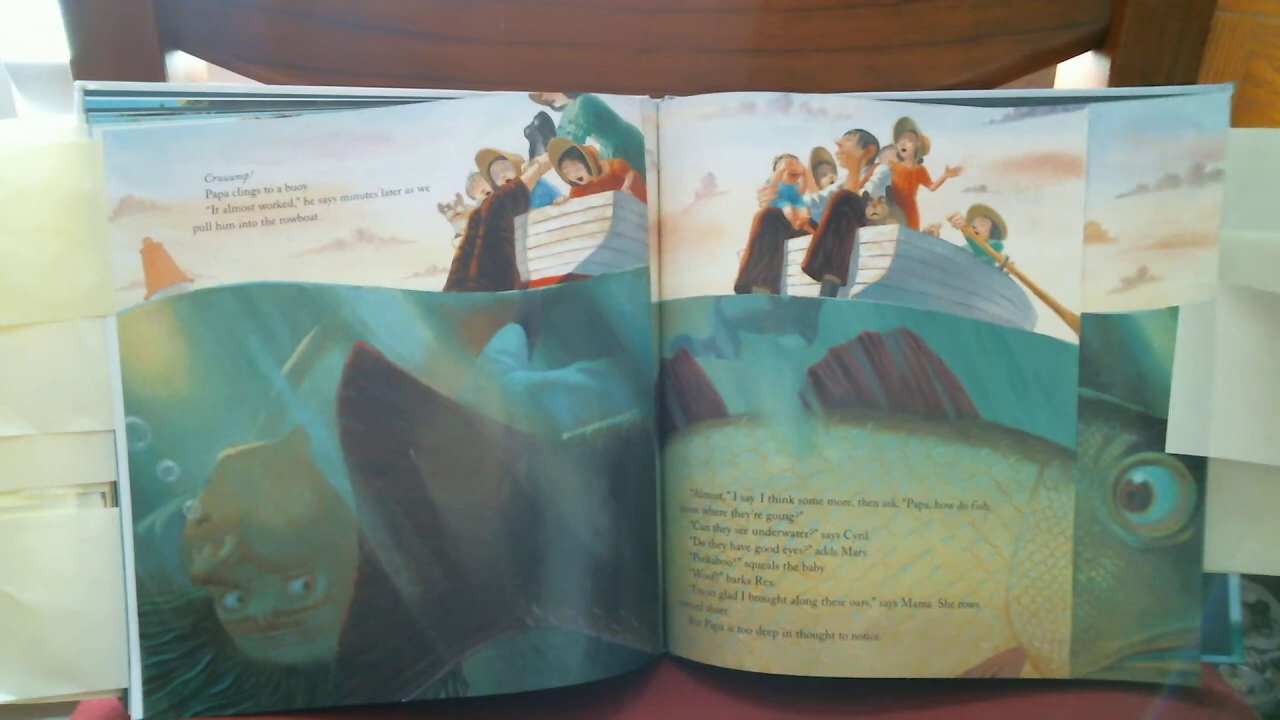 Cruuump!
Papa clings to a buoy.
"It almost worked," he says minutes later as we
pull him into the rowboat.
"Almost," I say. I think some more, then ask, "Papa, how do fish
know where they're going?"
"Can they see underwater?" says Cyril.
"Do they have good eyes?" adds Mary.
"Peekaboo!" squeals the baby.
"Woof!" barks Rex.
"I'm so glad I brought along these oars," says Mama. She rows
toward shore.
But Papa is too deep in thought to notice.